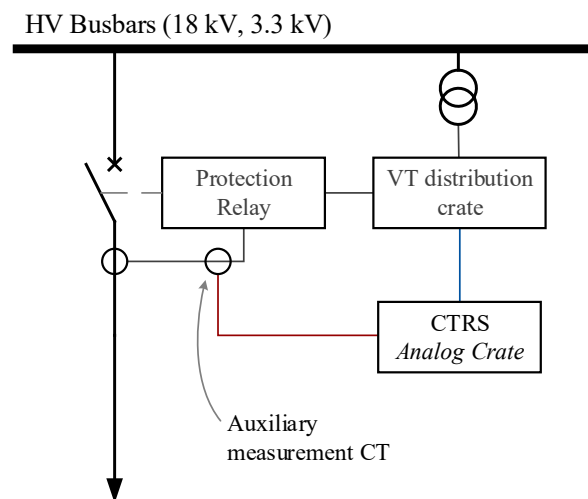 HV Busbars (18 kV, 3.3 kV)
Protection
Relay
VT distribution
crate
CTRS
Analog Crate
Auxiliary
measurement CT